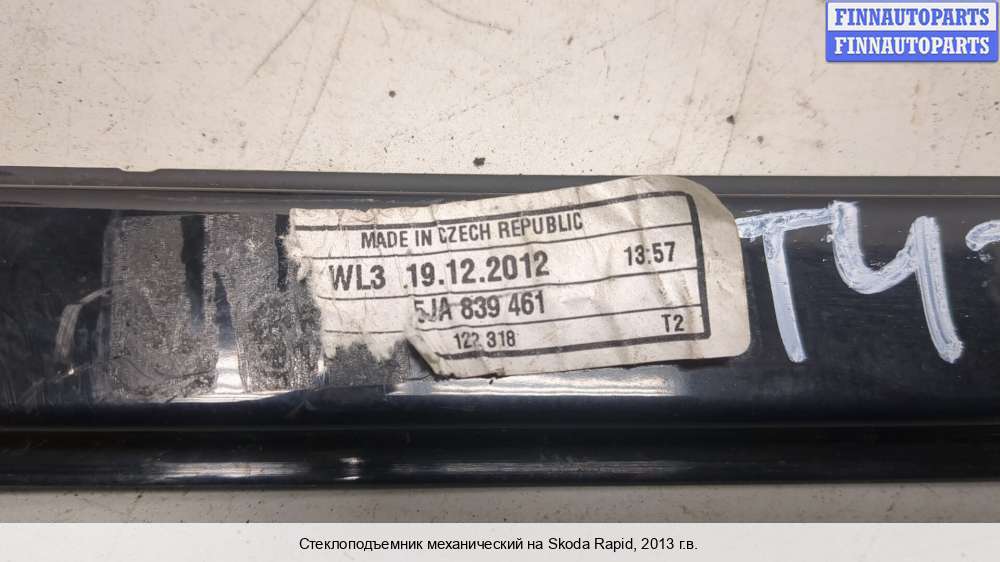 FINNAUTOPARTS
FINNAUTOPARTS
MADE IN CZECH REPUBLIC
WL3 19.12.2012 13:57
5JA 839 461
122 318 T2
Стеклоподъемник механический на Skoda Rapid, 2013 г.в.